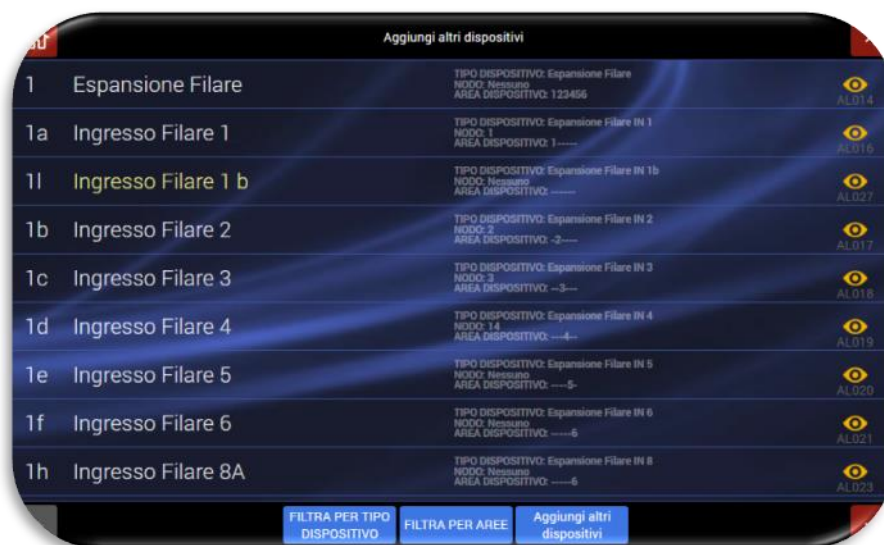 Aggiungi altri dispositivi
1 Espansione Filare TIPO DISPOSITIVO: Espansione Filare
NODO: Nessuno
AREA DISPOSITIVO: 123456
AL014
1a Ingresso Filare 1 TIPO DISPOSITIVO: Espansione Filare IN 1
NODO: 1
AREA DISPOSITIVO: 1-----
AL016
1l Ingresso Filare 1 b TIPO DISPOSITIVO: Espansione Filare IN 1b
NODO: Nessuno
AREA DISPOSITIVO: ------
AL027
1b Ingresso Filare 2 TIPO DISPOSITIVO: Espansione Filare IN 2
NODO: 2
AREA DISPOSITIVO: -2----
AL017
1c Ingresso Filare 3 TIPO DISPOSITIVO: Espansione Filare IN 3
NODO: 3
AREA DISPOSITIVO: --3---
AL018
1d Ingresso Filare 4 TIPO DISPOSITIVO: Espansione Filare IN 4
NODO: 14
AREA DISPOSITIVO: ---4--
AL019
1e Ingresso Filare 5 TIPO DISPOSITIVO: Espansione Filare IN 5
NODO: Nessuno
AREA DISPOSITIVO: ----5-
AL020
1f Ingresso Filare 6 TIPO DISPOSITIVO: Espansione Filare IN 6
NODO: Nessuno
AREA DISPOSITIVO: -----6
AL021
1h Ingresso Filare 8A TIPO DISPOSITIVO: Espansione Filare IN 8
NODO: Nessuno
AREA DISPOSITIVO: -----6
AL023
FILTRA PER TIPO DISPOSITIVO
FILTRA PER AREE
Aggiungi altri dispositivi